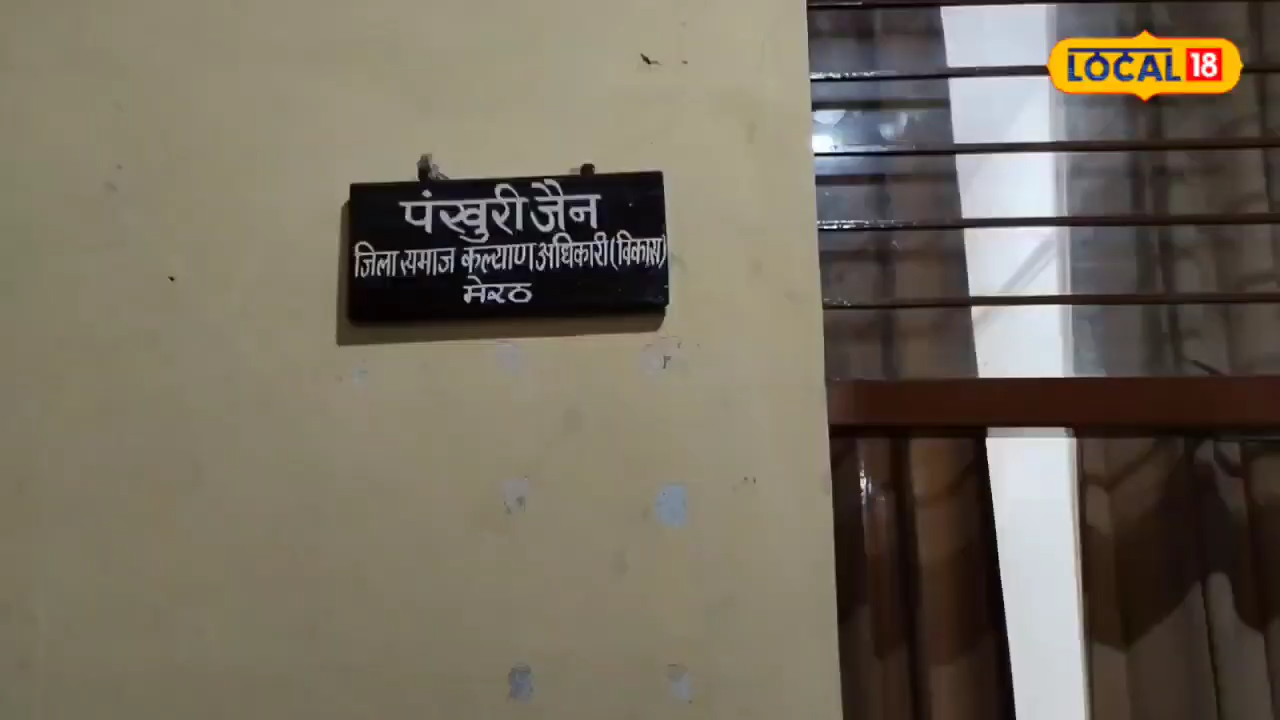 LOCAL 18
पंखुरी जैन
जिला समाज कल्याण अधिकारी (विकास)
मेरठ